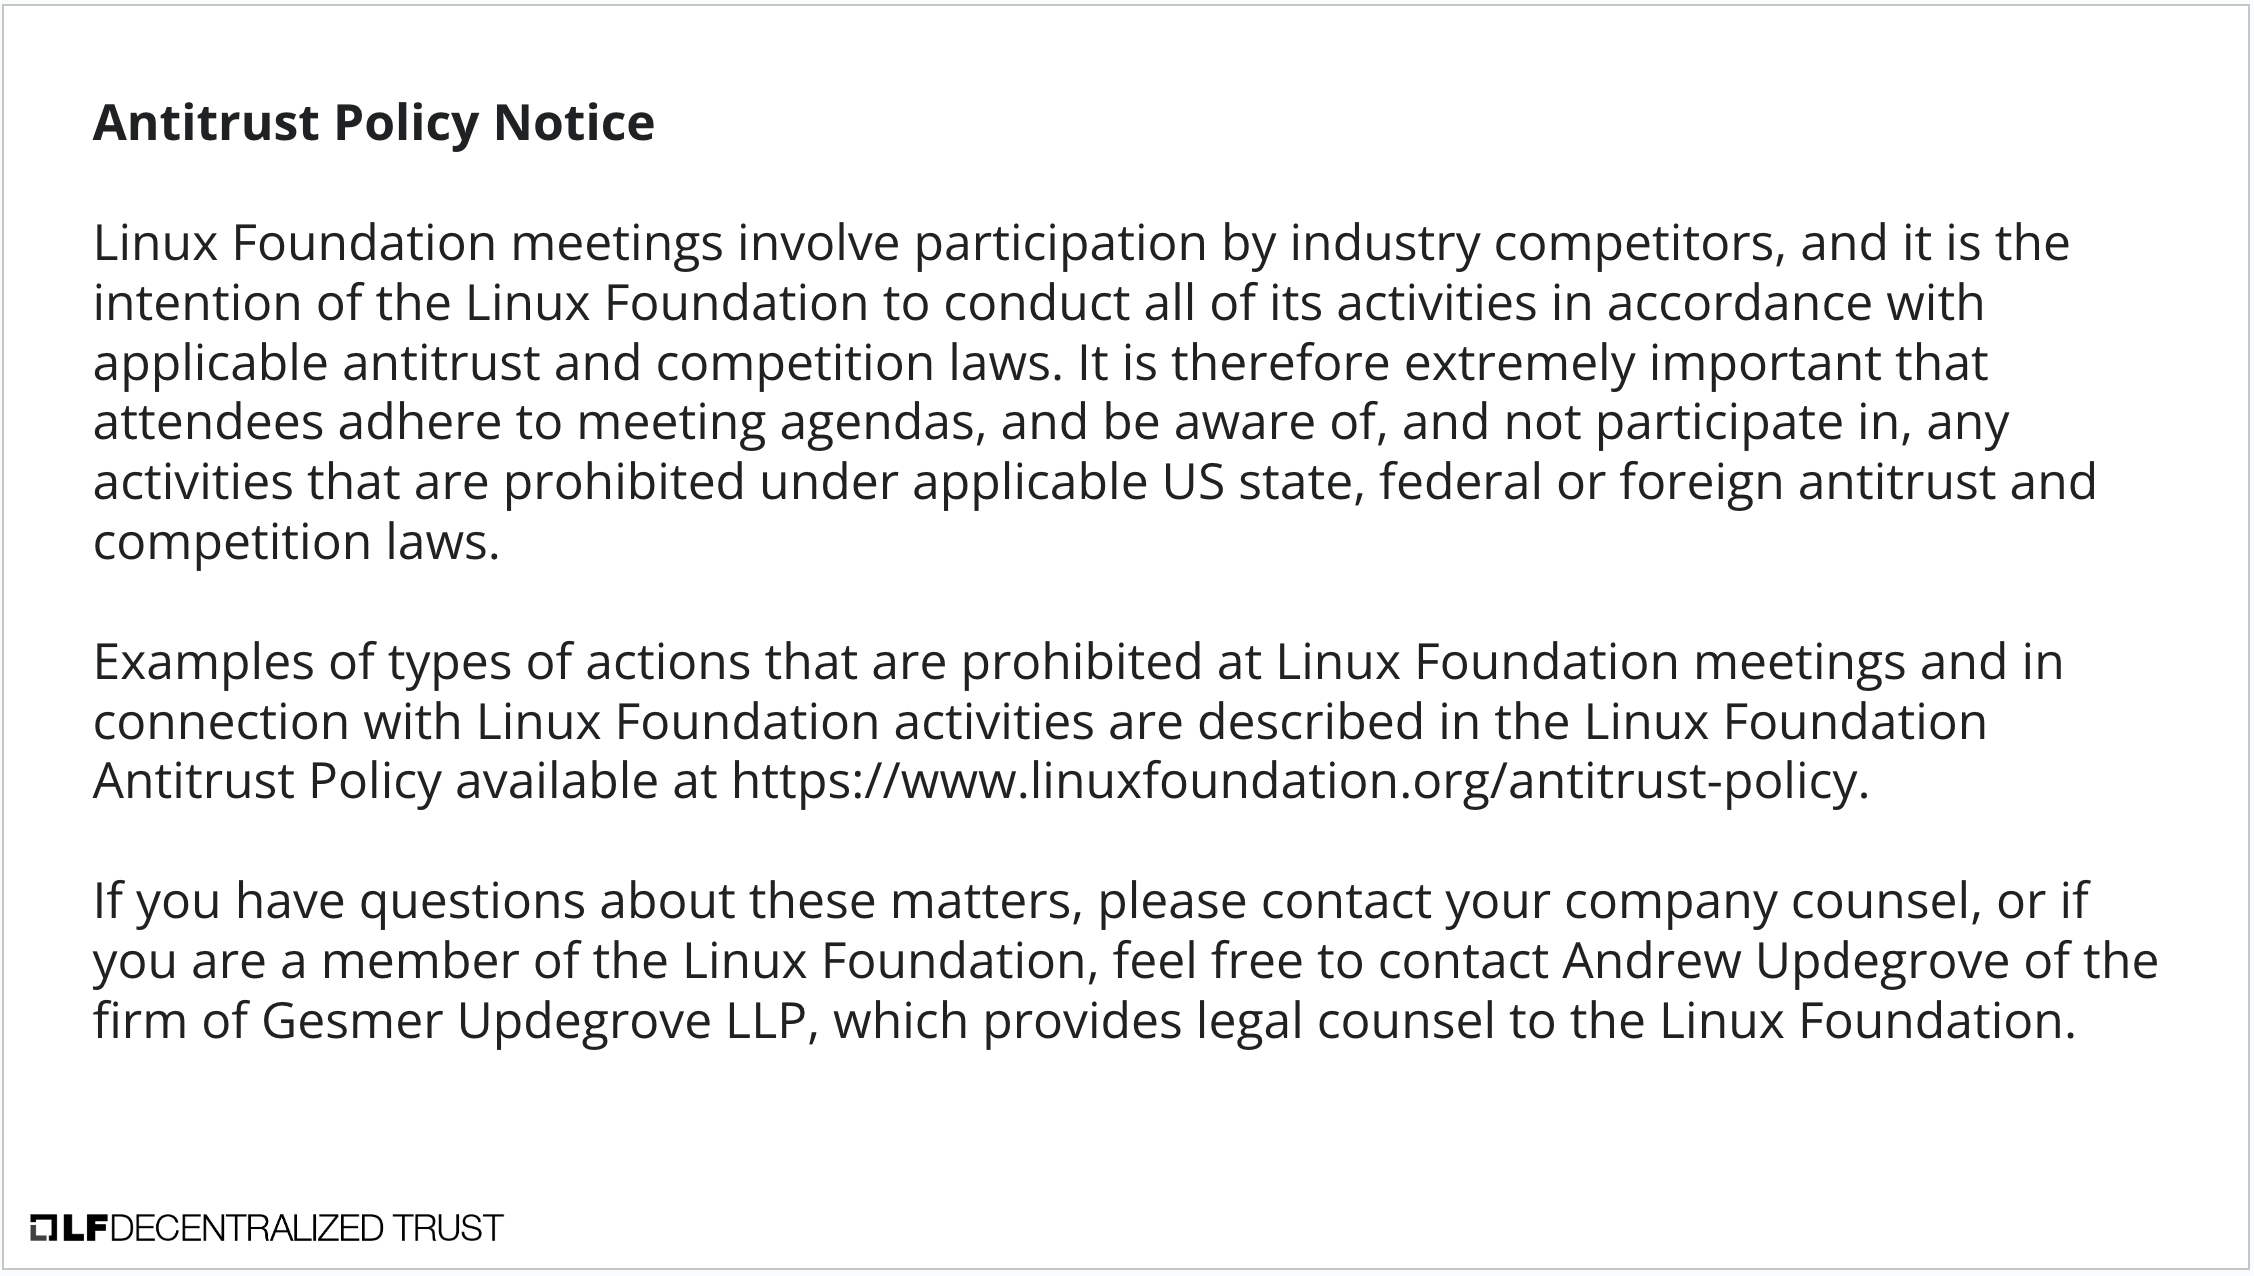 Antitrust Policy Notice
Linux Foundation meetings involve participation by industry competitors, and it is the
intention of the Linux Foundation to conduct all of its activities in accordance with
applicable antitrust and competition laws. It is therefore extremely important that
attendees adhere to meeting agendas, and be aware of, and not participate in, any
activities that are prohibited under applicable US state, federal or foreign antitrust and
competition laws.
Examples of types of actions that are prohibited at Linux Foundation meetings and in
connection with Linux Foundation activities are described in the Linux Foundation
Antitrust Policy available at https://www.linuxfoundation.org/antitrust-policy.
If you have questions about these matters, please contact your company counsel, or if
you are a member of the Linux Foundation, feel free to contact Andrew Updegrove of the
firm of Gesmer Updegrove LLP, which provides legal counsel to the Linux Foundation.
LFDECENTRALIZED TRUST